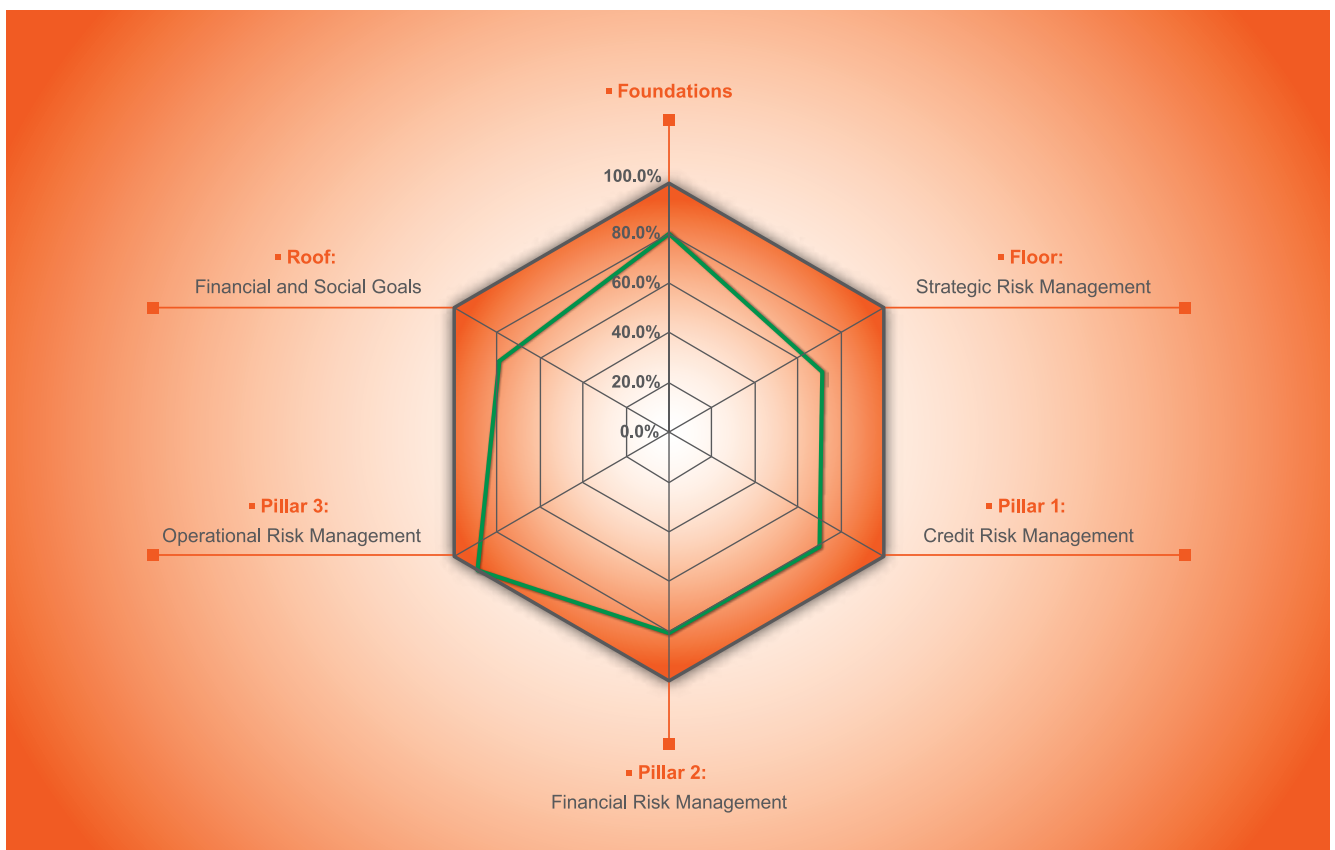 ▪ Foundations
100.0%
80.0%
60.0%
40.0%
20.0%
0.0%
▪ Roof:
Financial and Social Goals
▪ Floor:
Strategic Risk Management
▪ Pillar 3:
Operational Risk Management
▪ Pillar 1:
Credit Risk Management
▪ Pillar 2:
Financial Risk Management